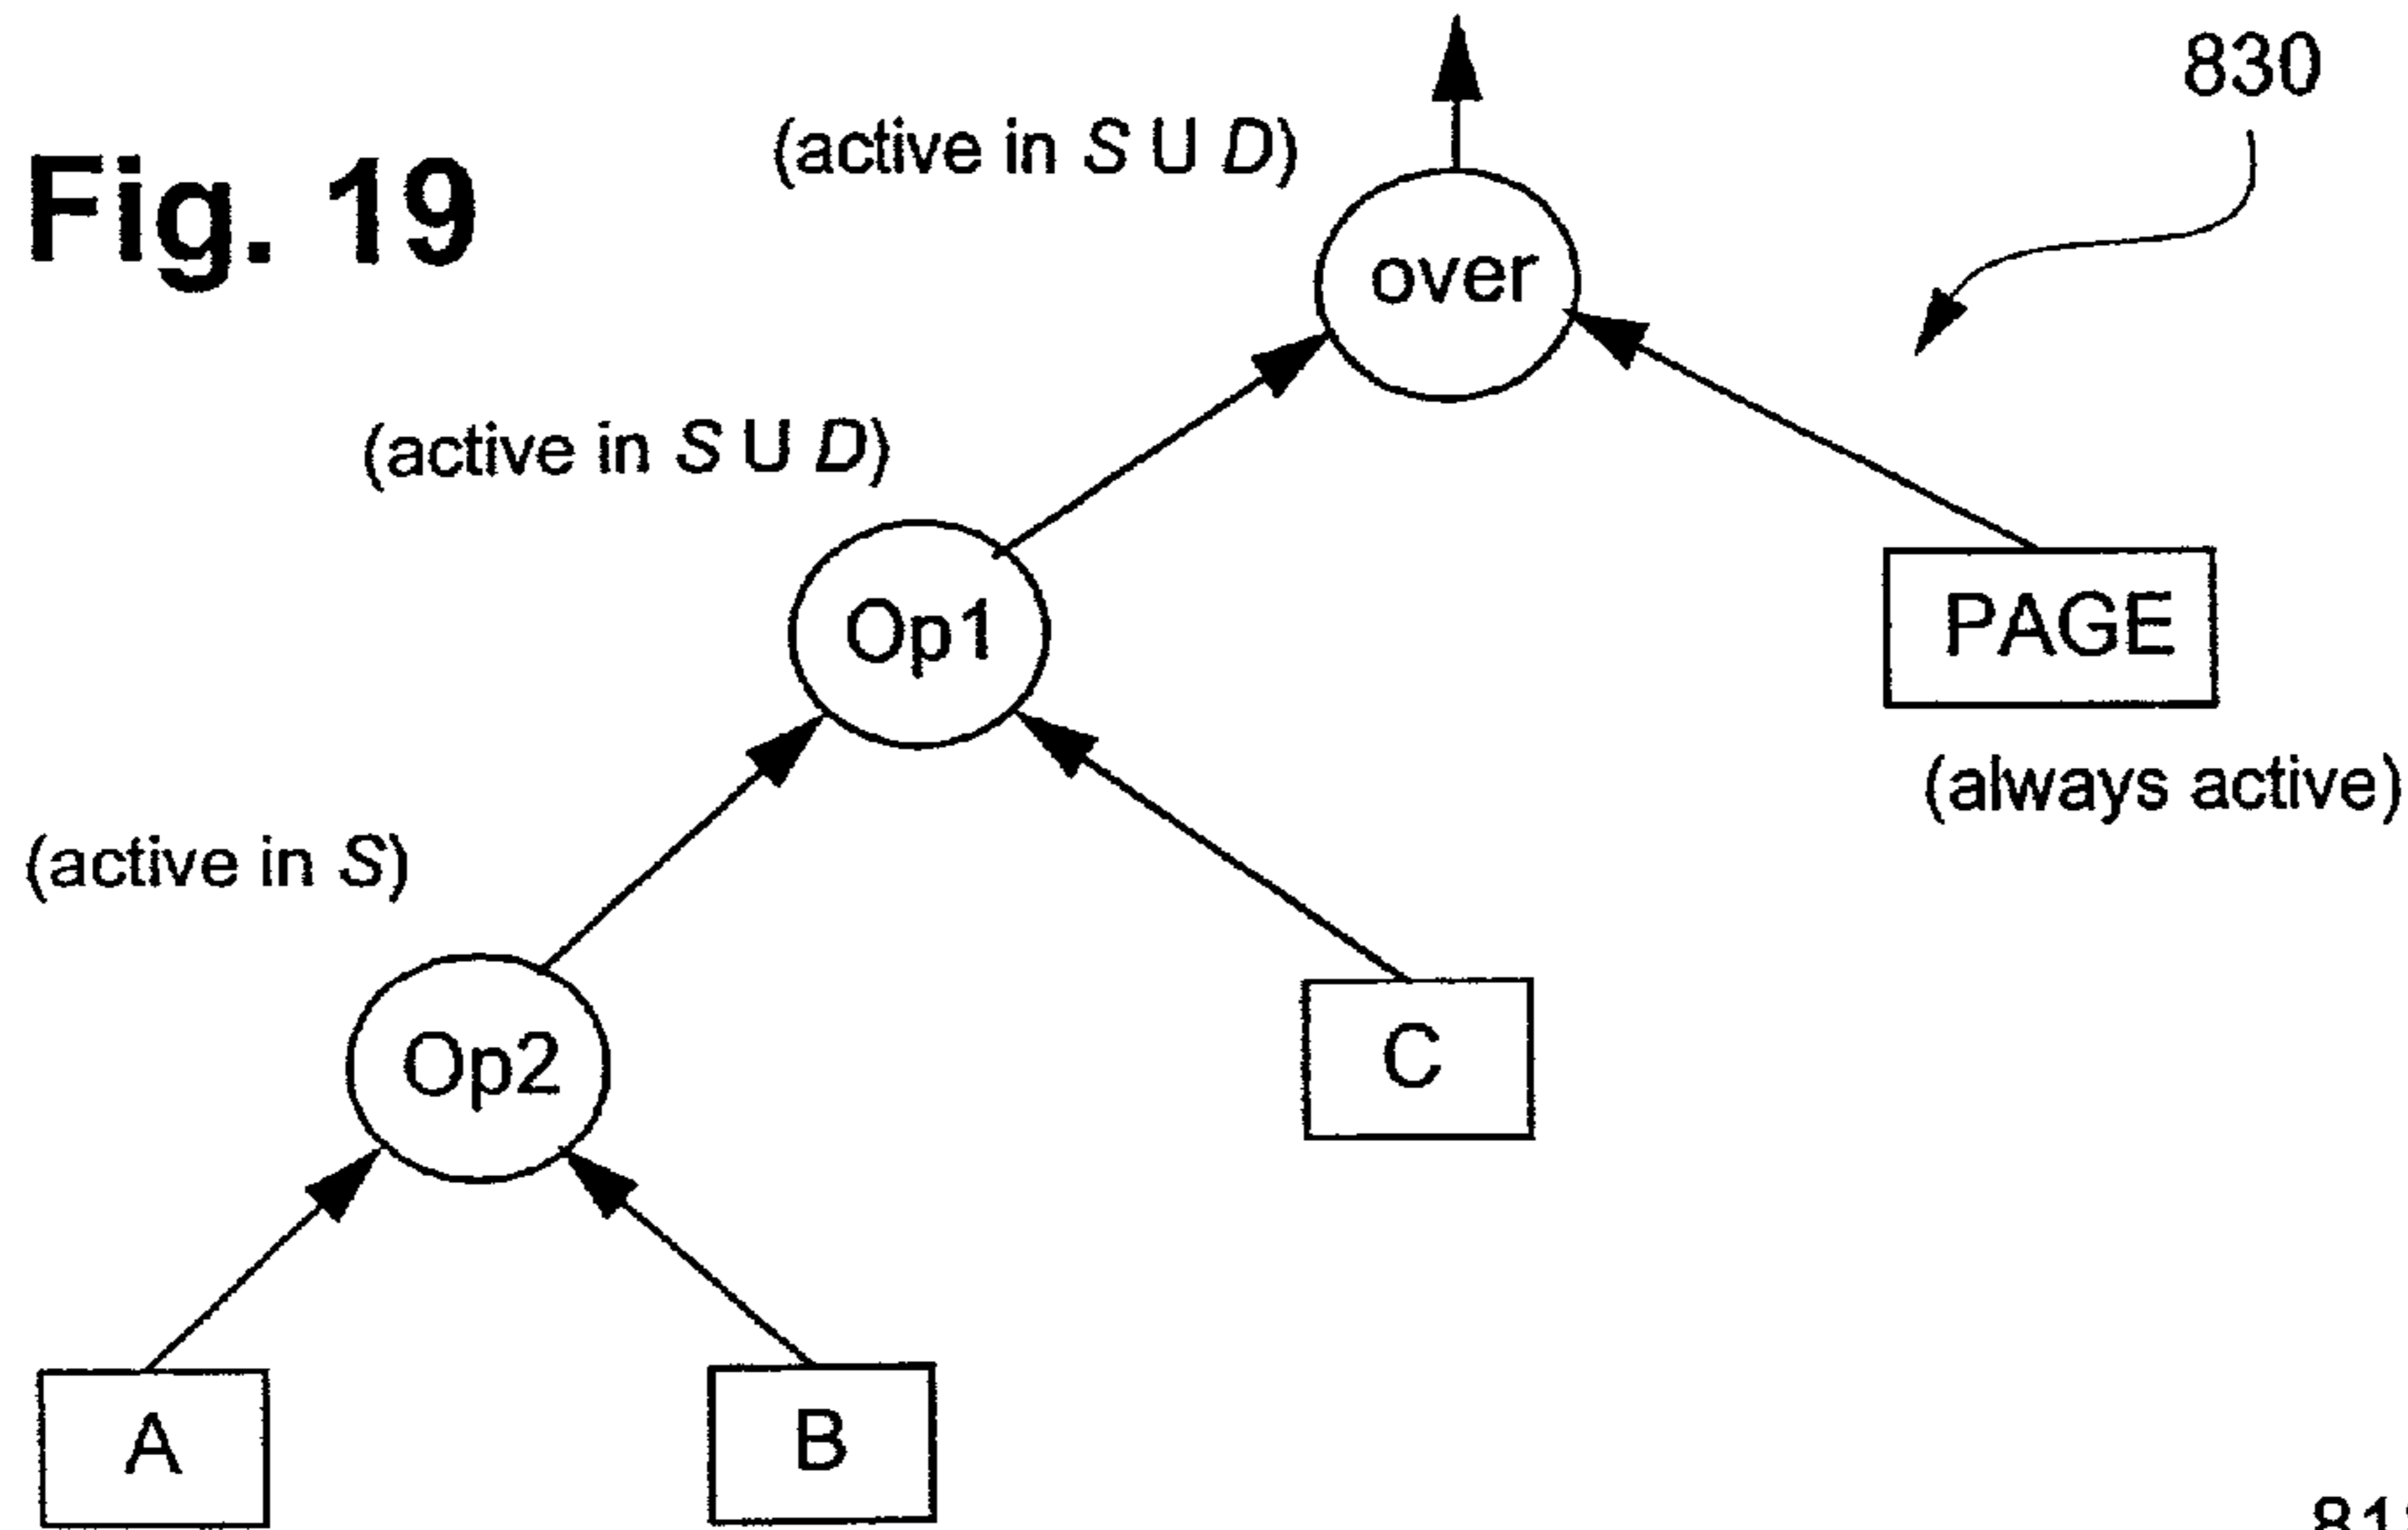 Fig. 19
830
(active in S U D)
over
(active in S U D)
Op1
PAGE
(always active)
(active in S)
Op2
C
A
B